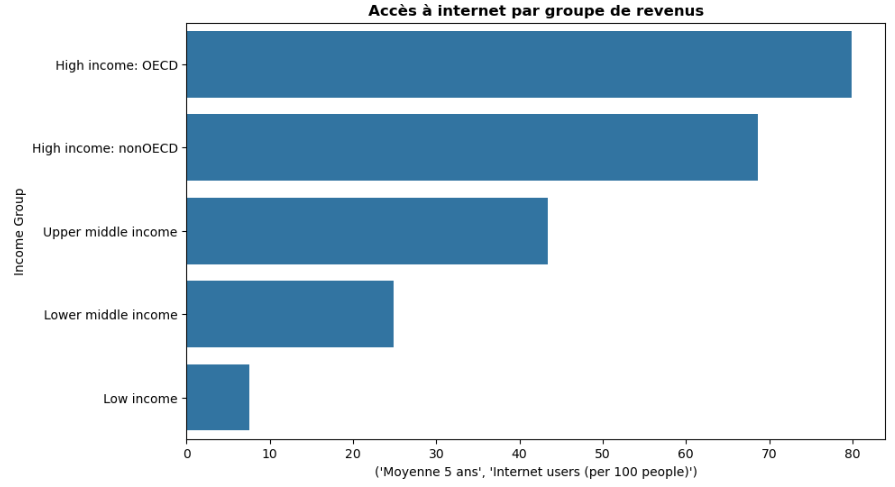 Accès à internet par groupe de revenus
Income Group
High income: OECD
High income: nonOECD
Upper middle income
Lower middle income
Low income
0 10 20 30 40 50 60 70 80
('Moyenne 5 ans', 'Internet users (per 100 people)')